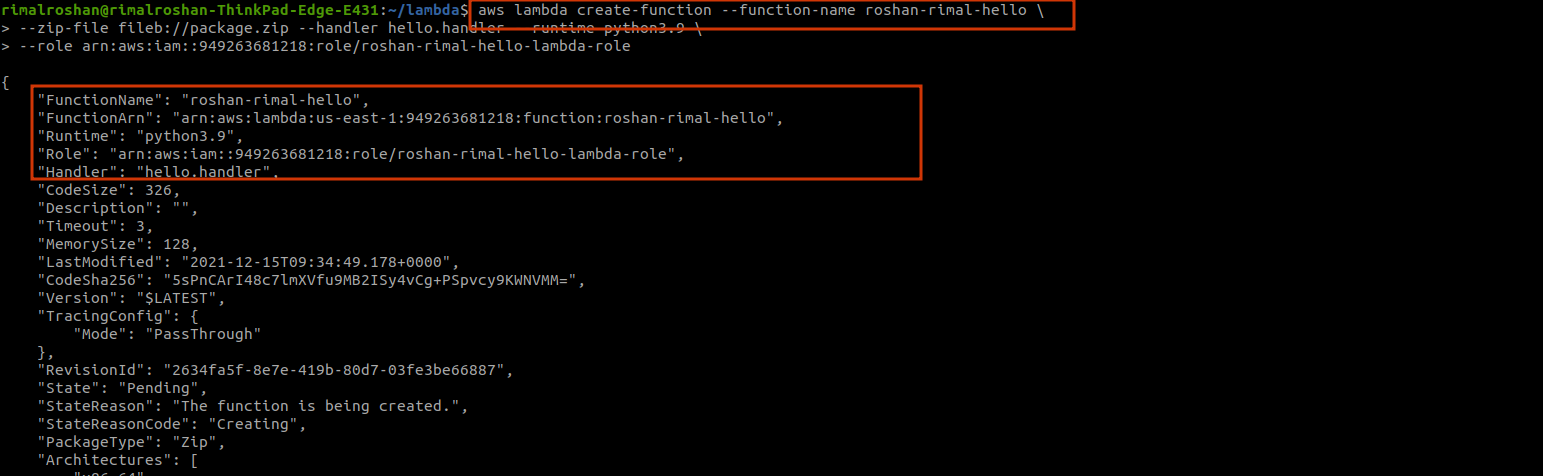 rimalroshan@rimalroshan-ThinkPad-Edge-E431:~/lambda$ aws lambda create-function --function-name roshan-rimal-hello \
> --zip-file fileb://package.zip --handler hello.handler --runtime python3.9 \
> --role arn:aws:iam::949263681218:role/roshan-rimal-hello-lambda-role
{
    "FunctionName": "roshan-rimal-hello",
    "FunctionArn": "arn:aws:lambda:us-east-1:949263681218:function:roshan-rimal-hello",
    "Runtime": "python3.9",
    "Role": "arn:aws:iam::949263681218:role/roshan-rimal-hello-lambda-role",
    "Handler": "hello.handler",
    "CodeSize": 326,
    "Description": "",
    "Timeout": 3,
    "MemorySize": 128,
    "LastModified": "2021-12-15T09:34:49.178+0000",
    "CodeSha256": "5sPnCArI48c7lmXVfu9MB2ISy4vCg+PSpvcy9KWNVMM=",
    "Version": "$LATEST",
    "TracingConfig": {
        "Mode": "PassThrough"
    },
    "RevisionId": "2634fa5f-8e7e-419b-80d7-03fe3be66887",
    "State": "Pending",
    "StateReason": "The function is being created.",
    "StateReasonCode": "Creating",
    "PackageType": "Zip",
    "Architectures": [